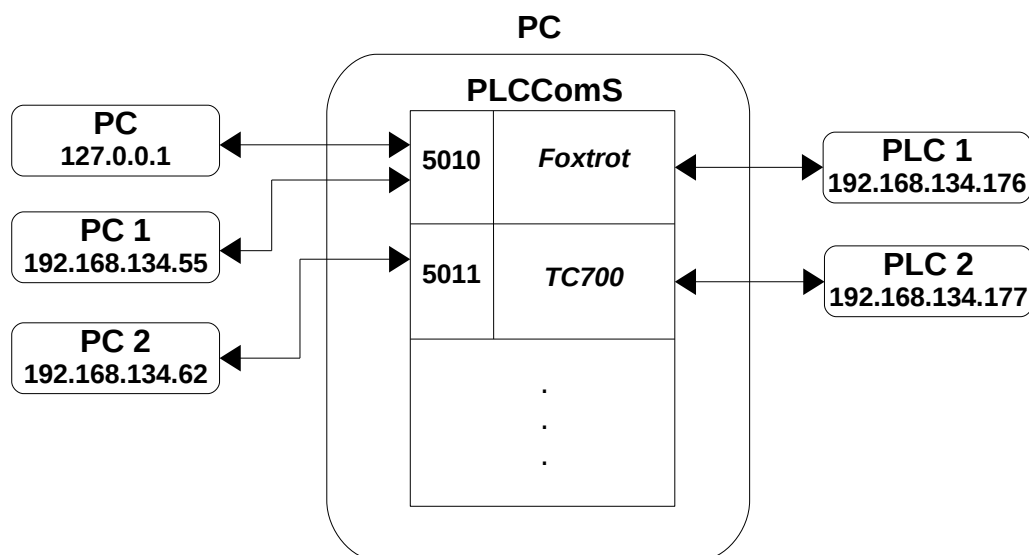 PC
PLCComS
PC
127.0.0.1
PC 1
192.168.134.55
PC 2
192.168.134.62
5010
Foxtrot
5011
TC700
.
.
.
PLC 1
192.168.134.176
PLC 2
192.168.134.177